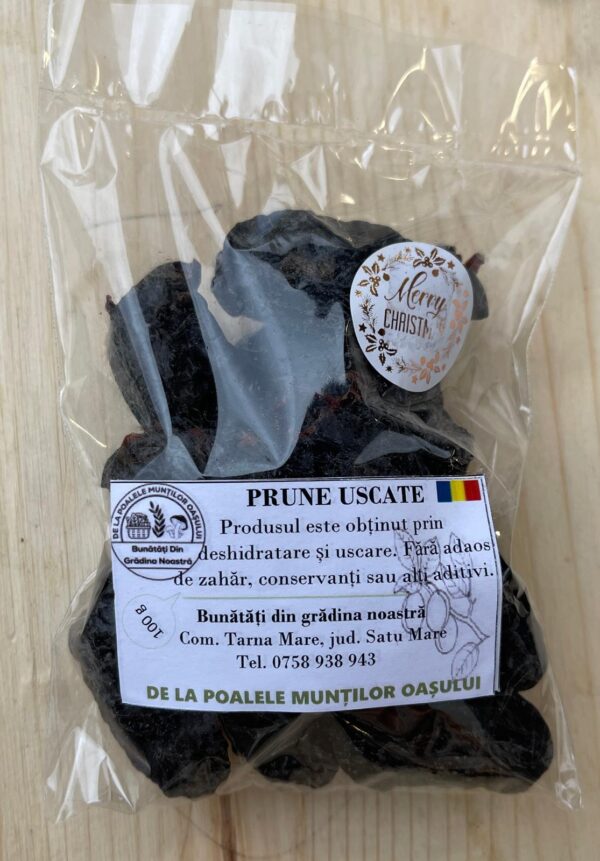 Merry
CHRISTM
PRUNE USCATE
DE LA POALELE MUNȚILOR OAȘULUI
Bunătăți Din
Grădina Noastră
Produsul este obținut prin
deshidratare și uscare. Fără adaos
de zahăr, conservanți sau alți aditivi.
100 g
Bunătăți din grădina noastră
Com. Tarna Mare, jud. Satu Mare
Tel. 0758 938 943
DE LA POALELE MUNȚILOR OAȘULUI